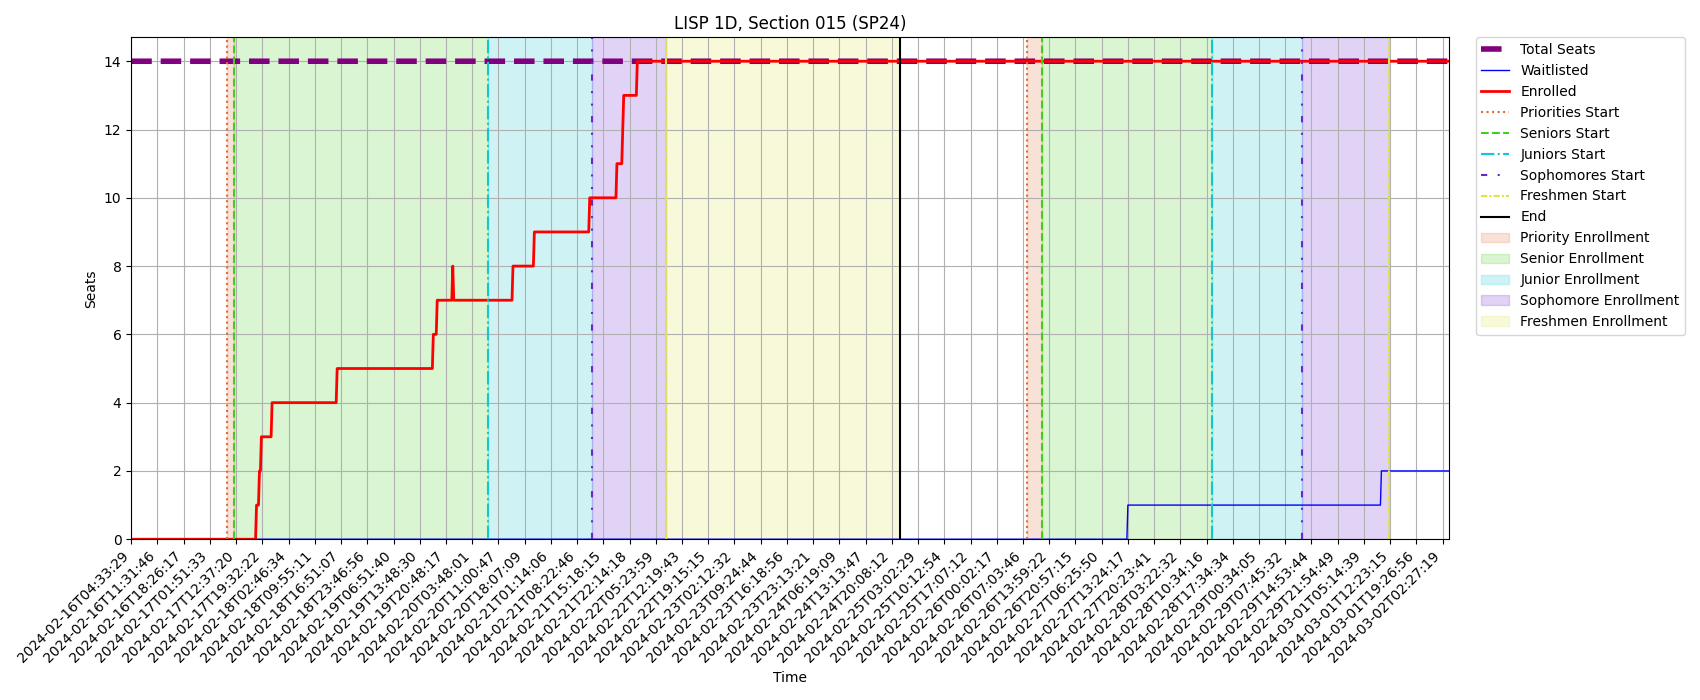 LISP 1D, Section 015 (SP24)
Total Seats
Waitlisted
Enrolled
Priorities Start
Seniors Start
Juniors Start
Sophomores Start
Freshmen Start
End
Priority Enrollment
Senior Enrollment
Junior Enrollment
Sophomore Enrollment
Freshmen Enrollment
Seats
14
12
10
8
6
4
2
0
2024-02-16T04:33:29
2024-02-16T11:31:46
2024-02-16T18:26:17
2024-02-17T01:51:33
2024-02-17T12:37:20
2024-02-17T19:32:22
2024-02-18T02:46:34
2024-02-18T09:55:11
2024-02-18T16:51:07
2024-02-18T23:46:56
2024-02-19T06:51:40
2024-02-19T13:48:30
2024-02-19T20:48:17
2024-02-20T03:48:01
2024-02-20T11:00:47
2024-02-20T18:07:09
2024-02-21T01:14:06
2024-02-21T08:22:46
2024-02-21T15:18:15
2024-02-21T22:14:18
2024-02-22T05:23:59
2024-02-22T12:19:43
2024-02-22T19:15:15
2024-02-23T02:12:32
2024-02-23T09:24:44
2024-02-23T16:18:56
2024-02-23T23:13:21
2024-02-24T06:19:09
2024-02-24T13:13:47
2024-02-24T20:08:12
2024-02-25T03:02:29
2024-02-25T10:12:54
2024-02-25T17:07:12
2024-02-26T00:02:17
2024-02-26T07:03:46
2024-02-26T13:59:22
2024-02-26T20:57:15
2024-02-27T06:25:50
2024-02-27T13:24:17
2024-02-27T20:23:41
2024-02-28T03:22:32
2024-02-28T10:34:16
2024-02-28T17:34:34
2024-02-29T00:34:05
2024-02-29T07:45:32
2024-02-29T14:53:44
2024-02-29T21:54:49
2024-03-01T05:14:39
2024-03-01T12:23:15
2024-03-01T19:26:56
2024-03-02T02:27:19
Time